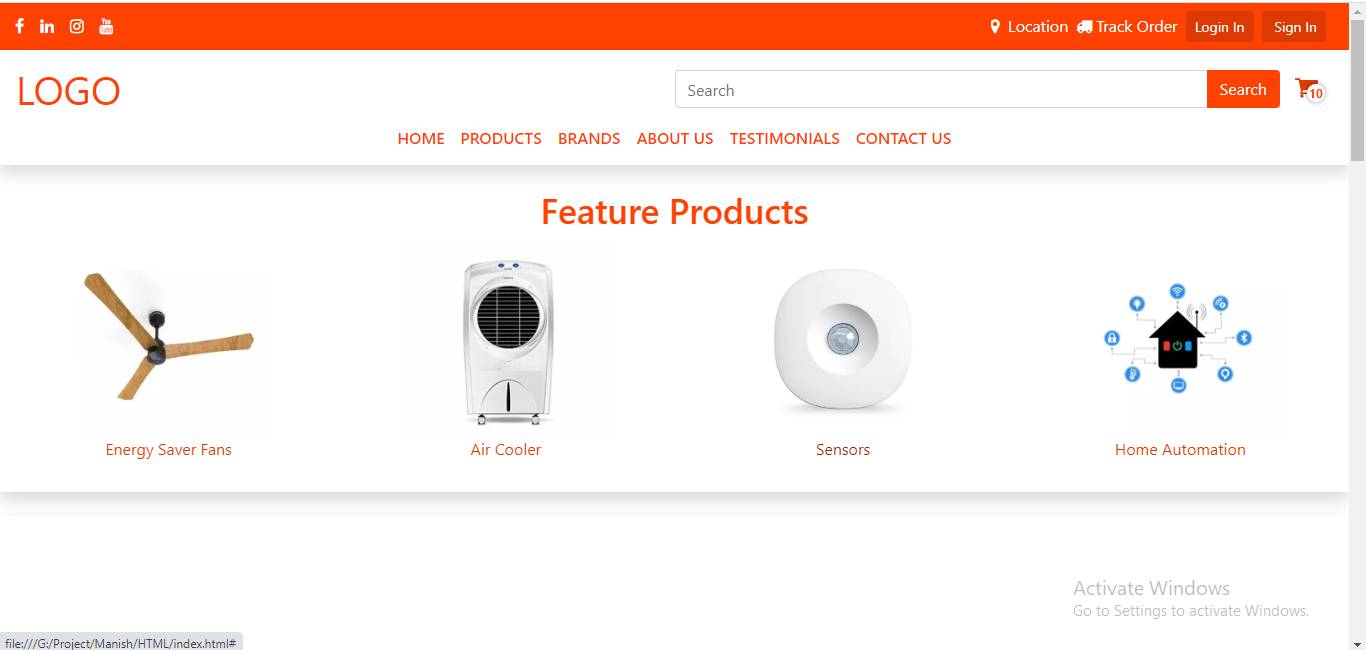 Location Track Order Login In Sign In
LOGO
Search Search 10
HOME PRODUCTS BRANDS ABOUT US TESTIMONIALS CONTACT US
Feature Products
Energy Saver Fans Air Cooler Sensors Home Automation
Activate Windows
Go to Settings to activate Windows.
file:///G:/Project/Manish/HTML/index.html#